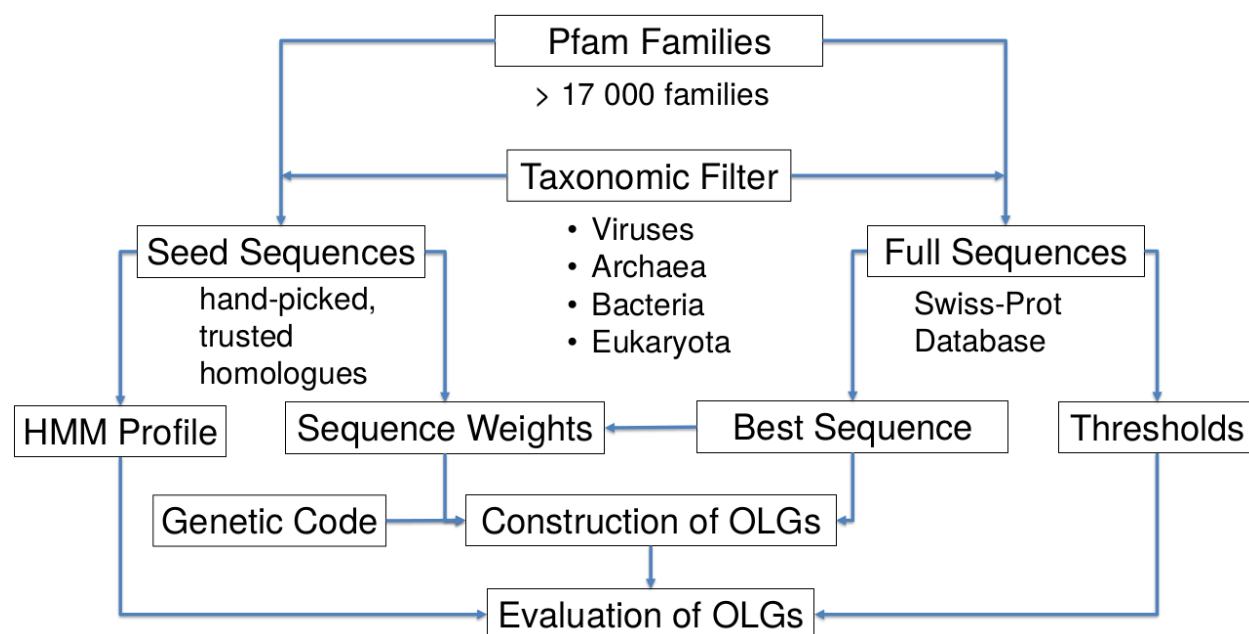 Pfam Families
> 17 000 families
Taxonomic Filter
• Viruses
• Archaea
• Bacteria
• Eukaryota
Seed Sequences
hand-picked,
trusted
homologues
Full Sequences
Swiss-Prot
Database
HMM Profile
Sequence Weights
Best Sequence
Thresholds
Genetic Code
Construction of OLGs
Evaluation of OLGs